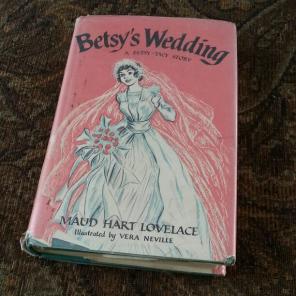 Betsy's Wedding
A BETSY-TACY STORY
MAUD HART LOVELACE
Illustrated by VERA NEVILLE